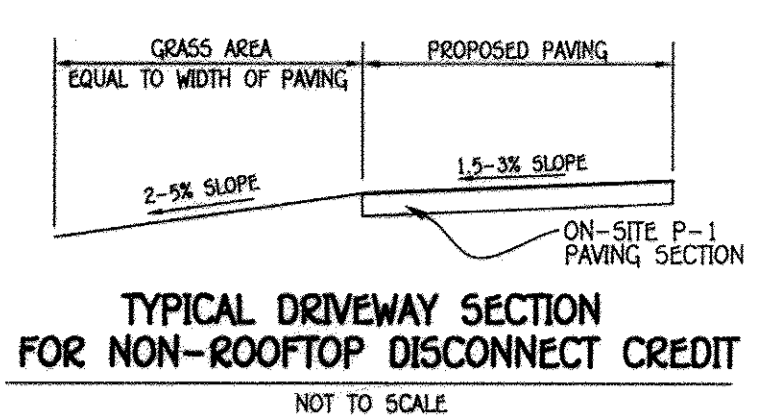 GRASS AREA
EQUAL TO WIDTH OF PAVING
PROPOSED PAVING
2-5% SLOPE
1.5-3% SLOPE
ON-SITE P-1
PAVING SECTION
TYPICAL DRIVEWAY SECTION
FOR NON-ROOFTOP DISCONNECT CREDIT
NOT TO SCALE